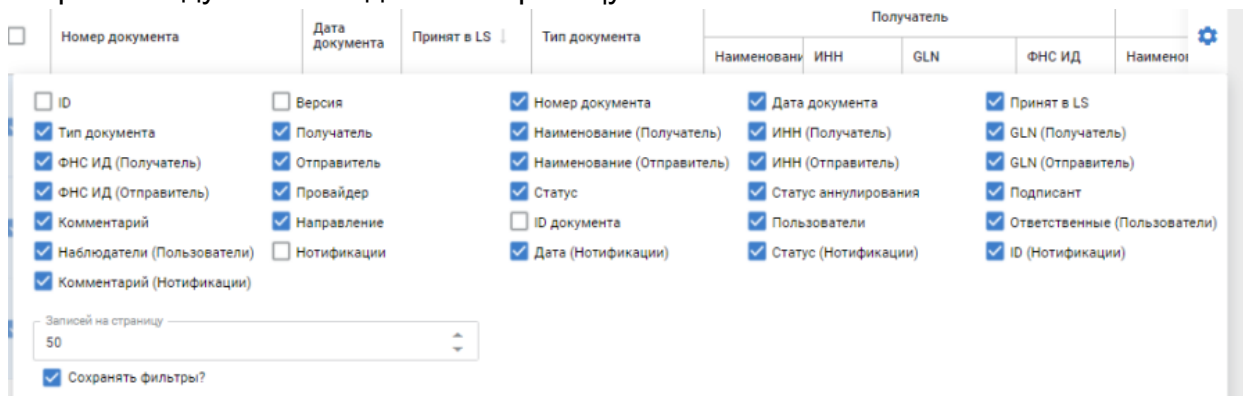 Номер документа
Дата
документа
Принят в LS
Тип документа
Получатель
Наименовани
ИНН
GLN
ФНС ИД
Наименог
ID
Версия
Номер документа
Дата документа
Принят в LS
Тип документа
Получатель
Наименование (Получатель)
ИНН (Получатель)
GLN (Получатель)
ФНС ИД (Получатель)
Отправитель
Наименование (Отправитель)
ИНН (Отправитель)
GLN (Отправитель)
ФНС ИД (Отправитель)
Провайдер
Статус
Статус аннулирования
Подписант
Комментарий
Направление
ID документа
Пользователи
Ответственные (Пользователи)
Наблюдатели (Пользователи)
Нотификации
Дата (Нотификации)
Статус (Нотификации)
ID (Нотификации)
Комментарий (Нотификации)
Записей на страницу
50
Сохранять фильтры?